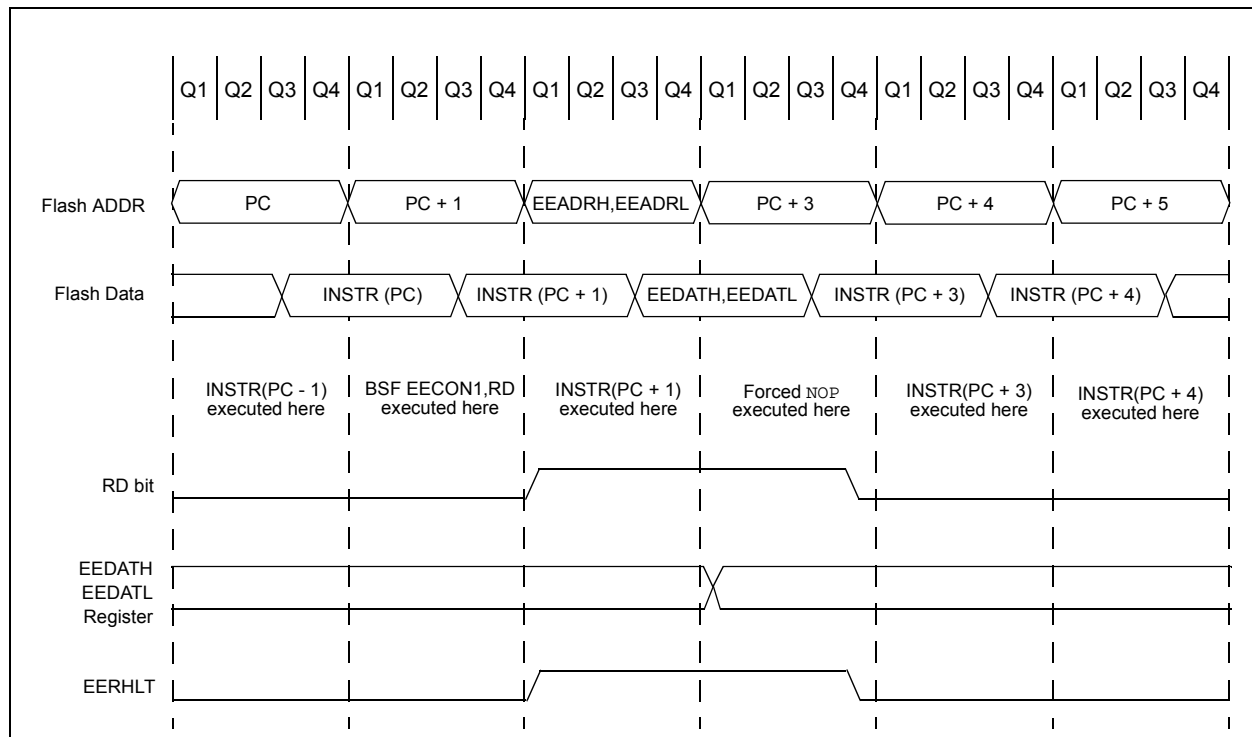 Q1 Q2 Q3 Q4 Q1 Q2 Q3 Q4 Q1 Q2 Q3 Q4 Q1 Q2 Q3 Q4 Q1 Q2 Q3 Q4 Q1 Q2 Q3 Q4
Flash ADDR PC PC + 1 EEADRH,EEADRL PC + 3 PC + 4 PC + 5
Flash Data INSTR (PC) INSTR (PC + 1) EEDATH,EEDATL INSTR (PC + 3) INSTR (PC + 4)
INSTR(PC - 1) BSF EECON1,RD INSTR(PC + 1) Forced NOP INSTR(PC + 3) INSTR(PC + 4)
executed here executed here executed here executed here executed here executed here
RD bit
EEDATH
EEDATL
Register
EERHLT